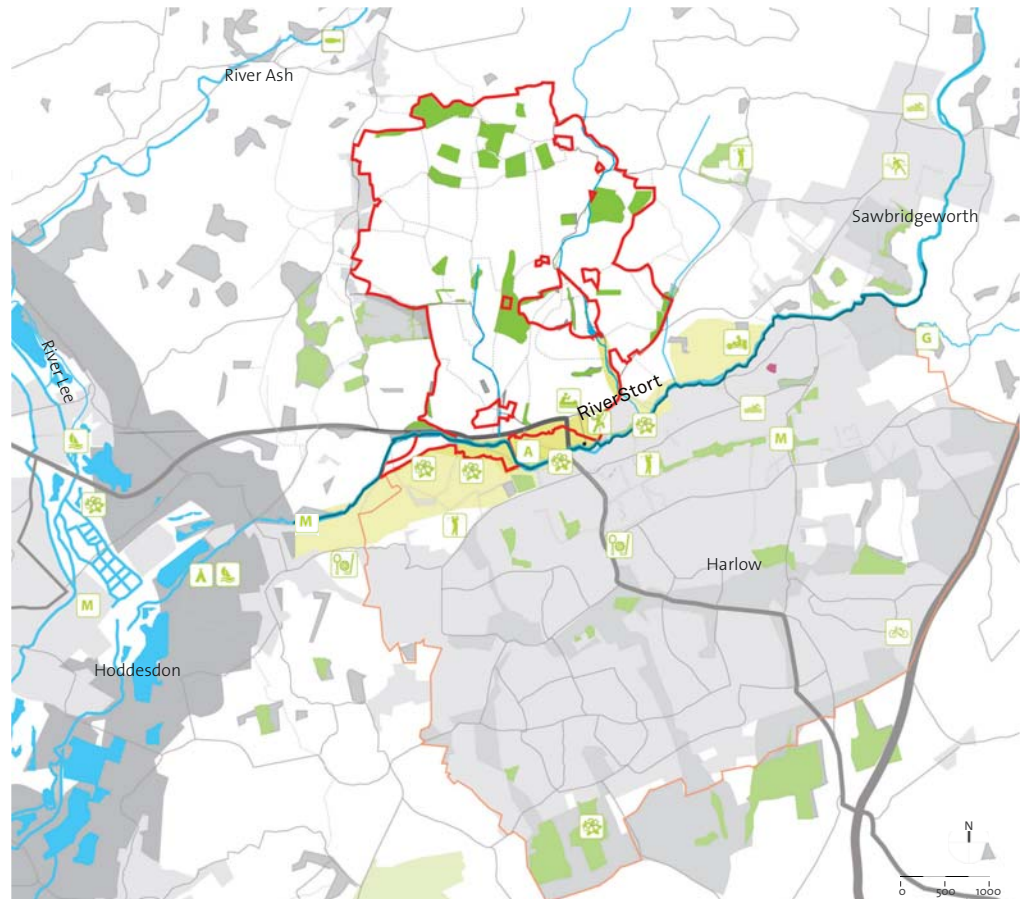 River Ash
Sawbridgeworth
G
River Lee
River Stort
M
A
M
M
Harlow
A
M
Hoddesdon
N
0 500 1000